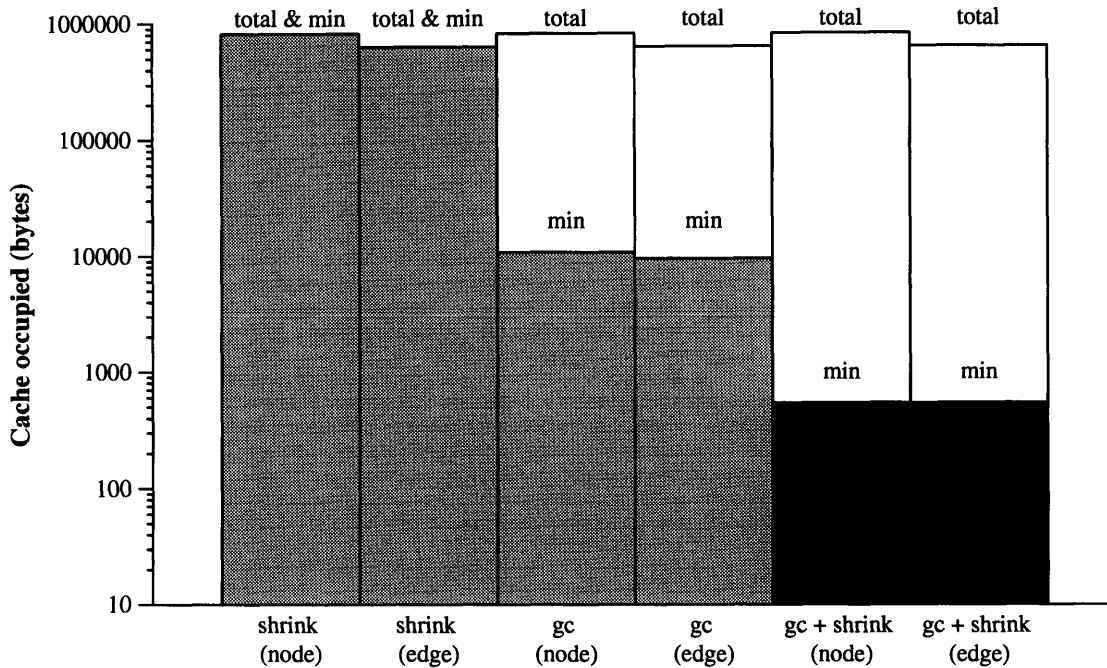 total & min
total & min
total
total
total
total
1000000
100000
10000
1000
100
10
Cache occupied (bytes)
min
min
min
min
shrink
(node)
shrink
(edge)
gc
(node)
gc
(edge)
gc + shrink
(node)
gc + shrink
(edge)